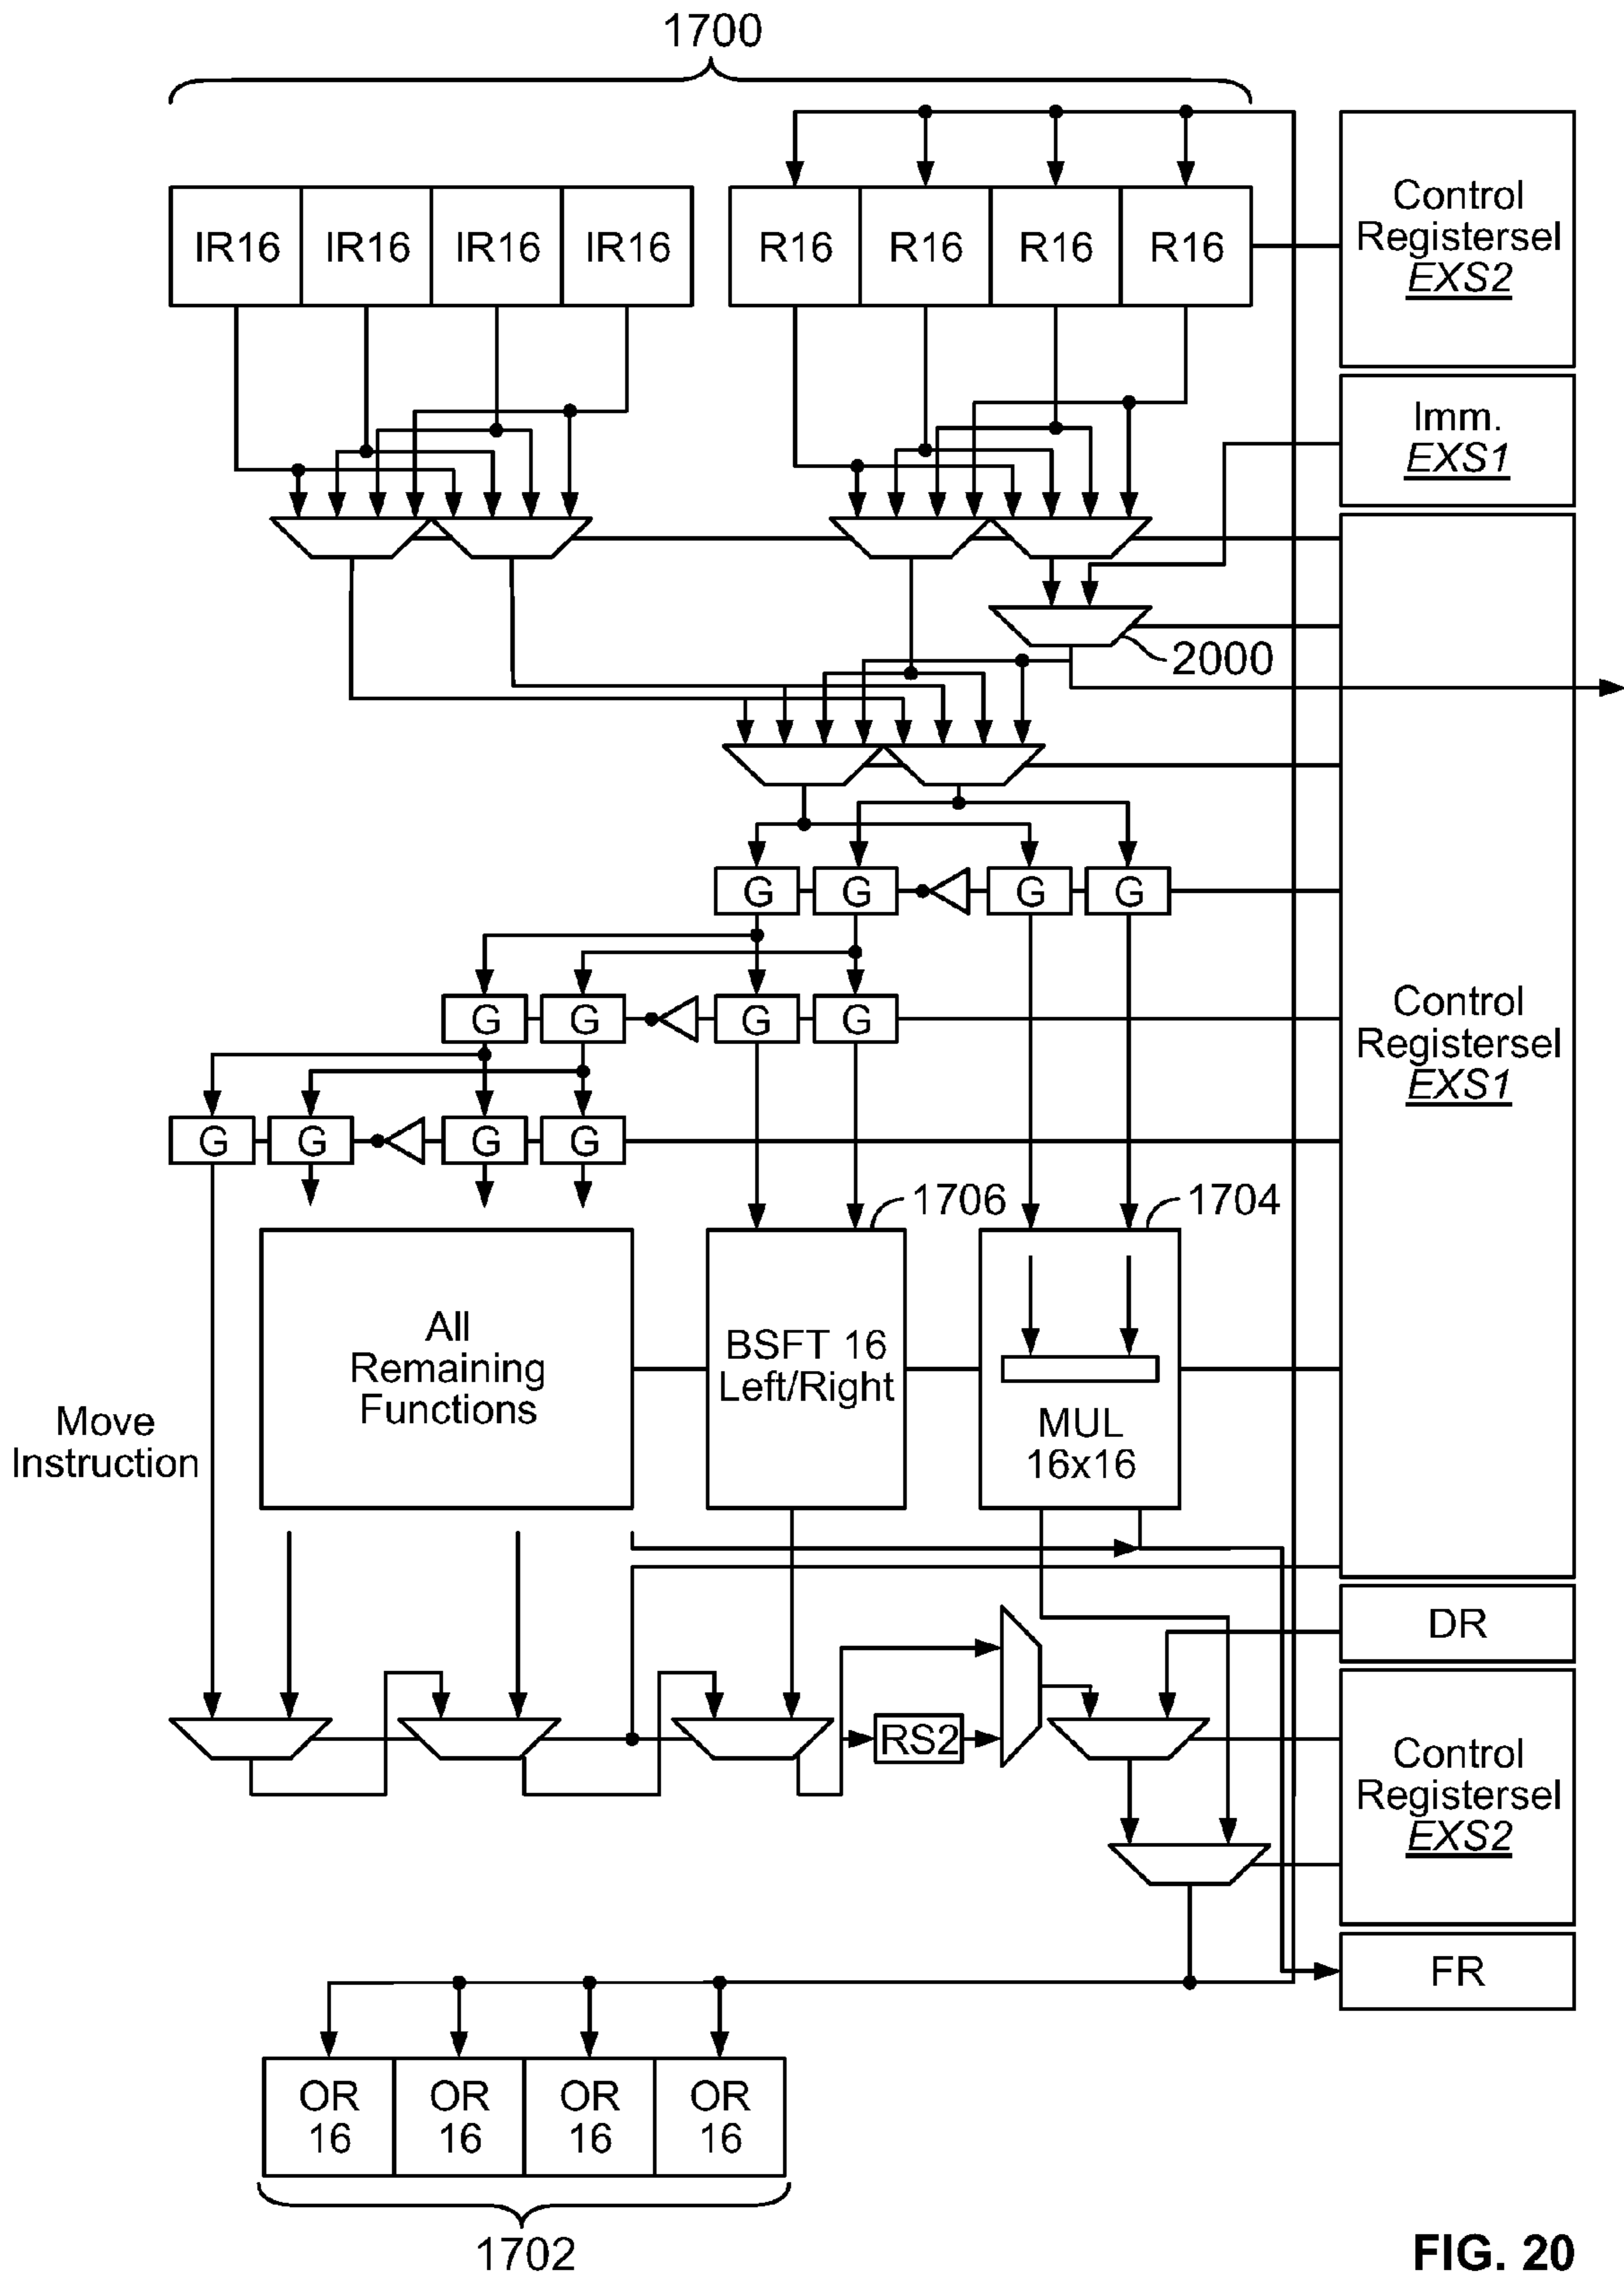 1700
IR16 IR16 IR16 IR16 R16 R16 R16 R16
Control
Registersel
EXS2
Imm.
EXS1
2000
G G G G
G G G G
G G G G
Control
Registersel
EXS1
1706
1704
All
Remaining
Functions
BSFT 16
Left/Right
MUL
16x16
Move
Instruction
DR
RS2
Control
Registersel
EXS2
FR
OR
16
OR
16
OR
16
OR
16
1702
FIG. 20